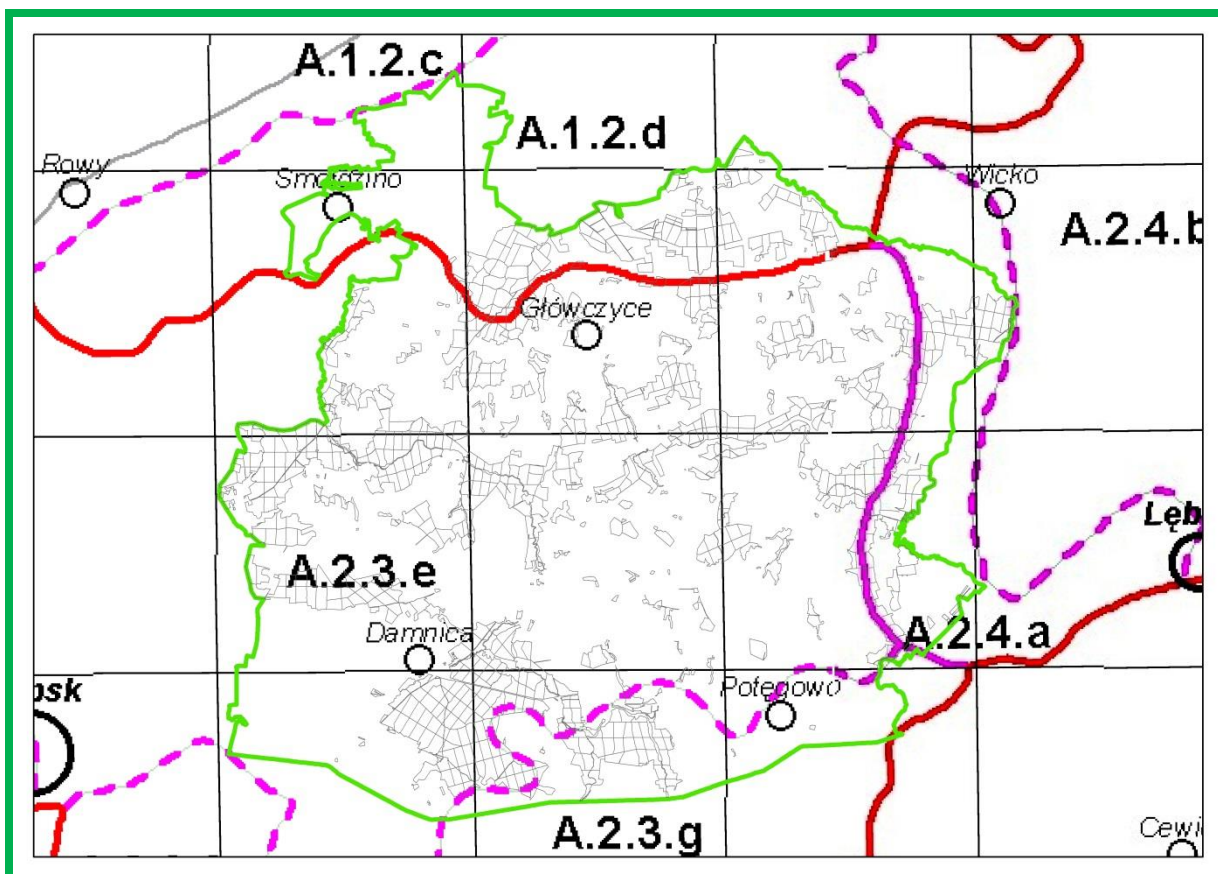 A.1.2.c
A.1.2.d
Rowy
Smołdzino
Wicko
A.2.4.b
Główczyce
Lęb
A.2.3.e
Damnica
A.2.4.a
Potęgowo
psk
A.2.3.g
Cewi